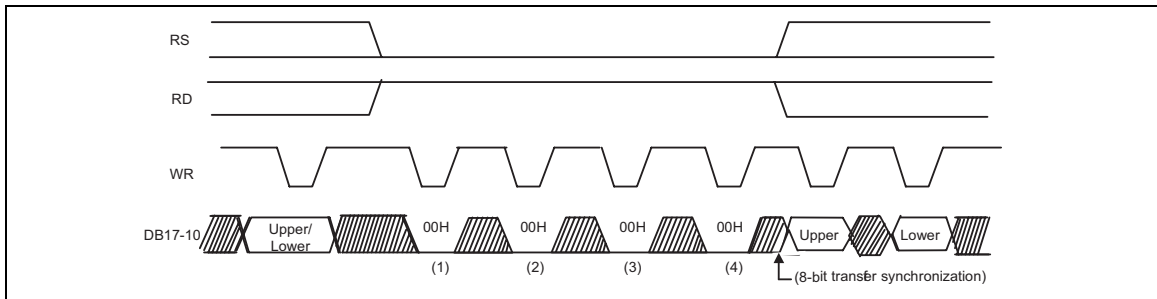 RS
RD
WR
DB17-10
Upper/
Lower
00H
00H
00H
00H
Upper
Lower
(1)
(2)
(3)
(4)
(8-bit transfer synchronization)